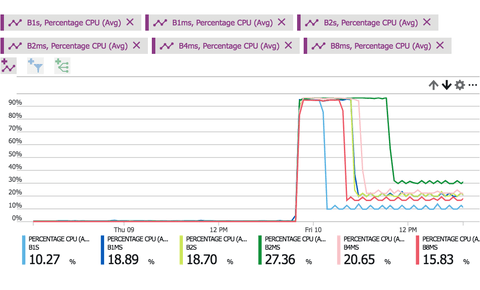 B1s, Percentage CPU (Avg) B1ms, Percentage CPU (Avg) B2s, Percentage CPU (Avg)
B2ms, Percentage CPU (Avg) B4ms, Percentage CPU (Avg) B8ms, Percentage CPU (Avg)
90%
80%
70%
60%
50%
40%
30%
20%
10%
0%
Thu 09 12 PM Fri 10 12 PM
PERCENTAGE CPU (A... PERCENTAGE CPU (A... PERCENTAGE CPU (A... PERCENTAGE CPU (A... PERCENTAGE CPU (A... PERCENTAGE CPU (A...
B1S B1MS B2S B2MS B4MS B8MS
10.27 % 18.89 % 18.70 % 27.36 % 20.65 % 15.83 %